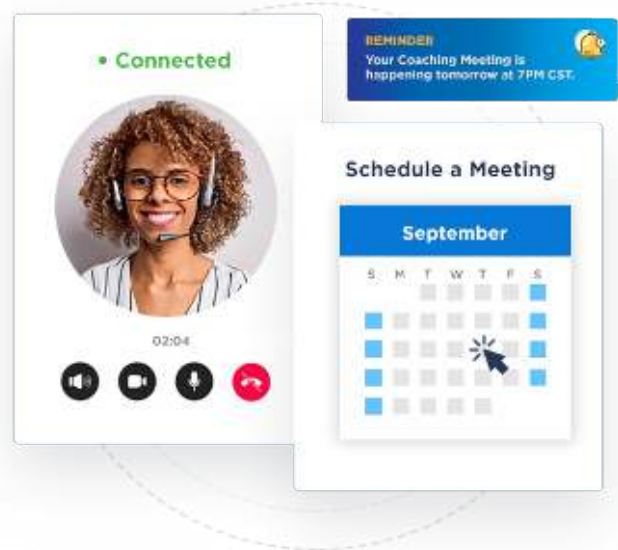 • Connected
REMINDER
Your Coaching Meeting is
happening tomorrow at 7PM CST.
Schedule a Meeting
September
S M T W T F S
02:04